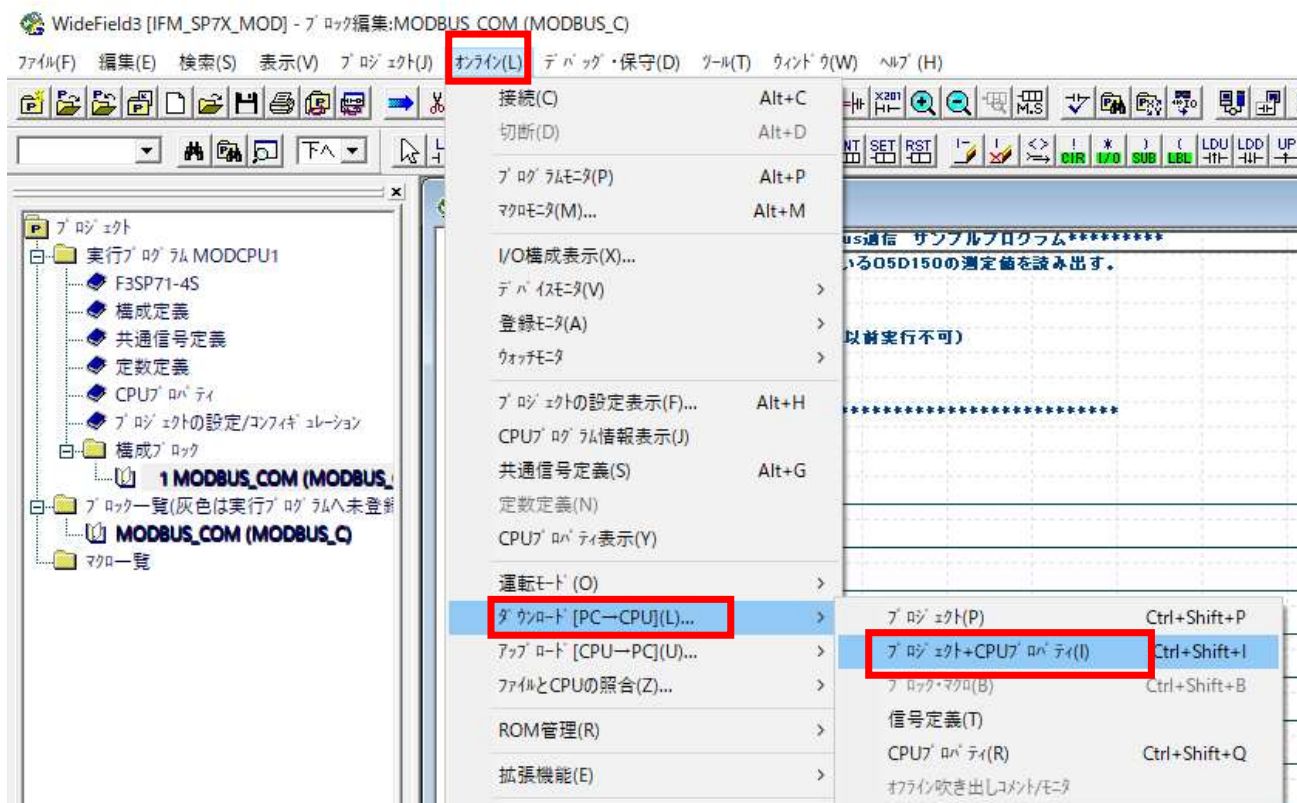 WideField3 [IFM_SP7X_MOD] - ﾌﾞﾛｯｸ編集:MODBUS_COM (MODBUS_C)
ﾌｧｲﾙ(F) 編集(E) 検索(S) 表示(V) ﾌﾟﾛｼﾞｪｸﾄ(J) ｵﾝﾗｲﾝ(L) ﾃﾞﾊﾞｯｸﾞ・保守(D) ﾂｰﾙ(T) ｳｨﾝﾄﾞｳ(W) ﾍﾙﾌﾟ(H)
X201
M.S
下へ
SET RST
CIR I/O SUB LBL LDU LDD UP
ﾌﾟﾛｼﾞｪｸﾄ
実行ﾌﾟﾛｸﾞﾗﾑ MODCPU1
F3SP71-4S
構成定義
共通信号定義
定数定義
CPUﾌﾟﾛﾊﾟﾃｨ
ﾌﾟﾛｼﾞｪｸﾄの設定/ｺﾝﾌｨｷﾞｭﾚｰｼｮﾝ
構成ﾌﾞﾛｯｸ
1 MODBUS_COM (MODBUS_
ﾌﾞﾛｯｸ一覧(灰色は実行ﾌﾟﾛｸﾞﾗﾑへ未登録
MODBUS_COM (MODBUS_C)
ﾏｸﾛ一覧
接続(C) Alt+C
切断(D) Alt+D
ﾌﾟﾛｸﾞﾗﾑﾓﾆﾀ(P) Alt+P
ﾏｸﾛﾓﾆﾀ(M)... Alt+M
I/O構成表示(X)...
ﾃﾞﾊﾞｲｽﾓﾆﾀ(V)
登録ﾓﾆﾀ(A)
ｳｫｯﾁﾓﾆﾀ
ﾌﾟﾛｼﾞｪｸﾄの設定表示(F)... Alt+H
CPUﾌﾟﾛｸﾞﾗﾑ情報表示(J)
共通信号定義(S) Alt+G
定数定義(N)
CPUﾌﾟﾛﾊﾟﾃｨ表示(Y)
運転ﾓｰﾄﾞ(O)
ﾀﾞｳﾝﾛｰﾄﾞ[PC→CPU](L)...
ｱｯﾌﾟﾛｰﾄﾞ[CPU→PC](U)...
ﾌｧｲﾙとCPUの照合(Z)...
ROM管理(R)
拡張機能(E)
us通信 サンプルプログラム*********
いるO5D150の測定値を読み出す。
以前実行不可)
**************************
ﾌﾟﾛｼﾞｪｸﾄ(P) Ctrl+Shift+P
ﾌﾟﾛｼﾞｪｸﾄ+CPUﾌﾟﾛﾊﾟﾃｨ(I) Ctrl+Shift+I
ﾌﾞﾛｯｸ・ﾏｸﾛ(B) Ctrl+Shift+B
信号定義(T)
CPUﾌﾟﾛﾊﾟﾃｨ(R) Ctrl+Shift+Q
ｵﾌﾗｲﾝ吹き出しｺﾒﾝﾄ/ﾓﾆﾀ